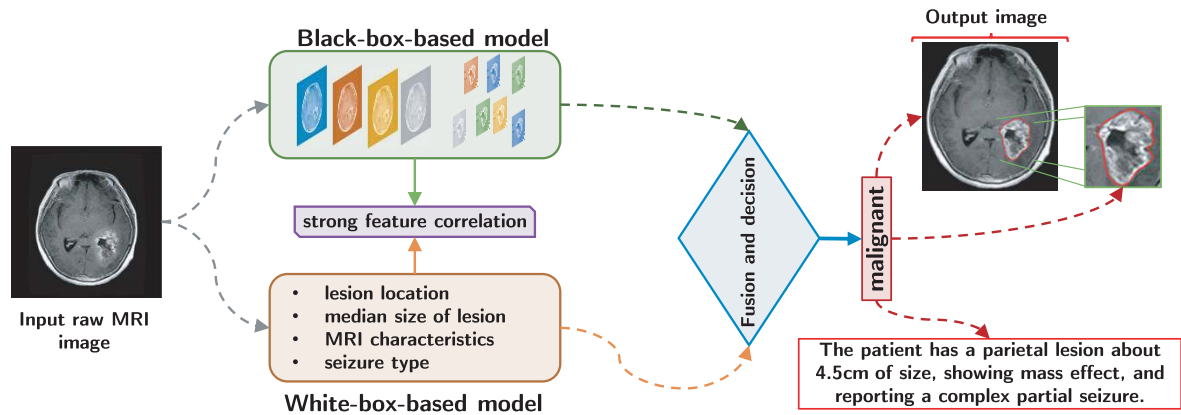 Input raw MRI
image
Black-box-based model
strong feature correlation
• lesion location
• median size of lesion
• MRI characteristics
• seizure type
White-box-based model
Fusion and decision
malignant
Output image
The patient has a parietal lesion about
4.5cm of size, showing mass effect, and
reporting a complex partial seizure.